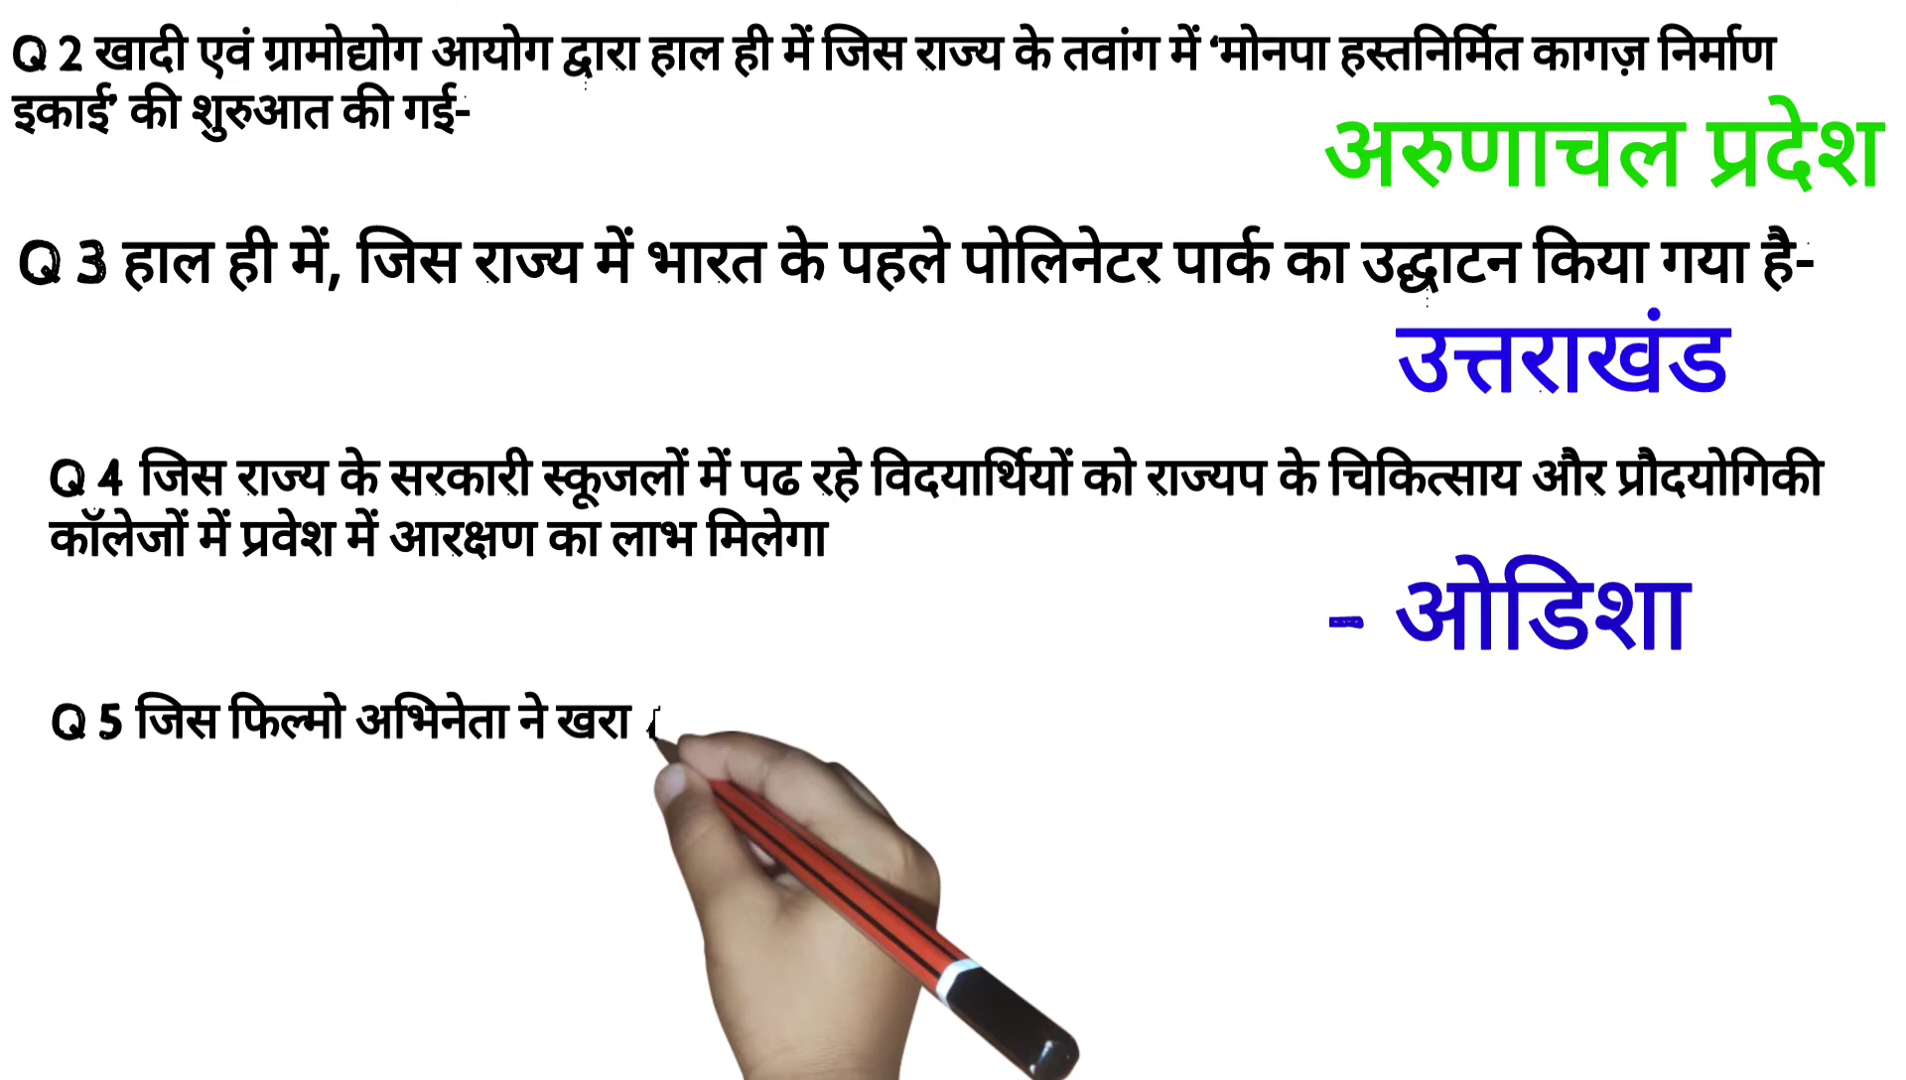 Q 2 खादी एवं ग्रामोद्योग आयोग द्वारा हाल ही में जिस राज्य के तवांग में ‘मोनपा हस्तनिर्मित कागज़ निर्माण
इकाई’ की शुरुआत की गई-
अरुणाचल प्रदेश
Q 3 हाल ही में, जिस राज्य में भारत के पहले पोलिनेटर पार्क का उद्घाटन किया गया है-
उत्तराखंड
Q 4 जिस राज्य के सरकारी स्कूजलों में पढ रहे विदयार्थियों को राज्यप के चिकित्साय और प्रौदयोगिकी
कॉलेजों में प्रवेश में आरक्षण का लाभ मिलेगा
- ओडिशा
Q 5 जिस फिल्मो अभिनेता ने खरा